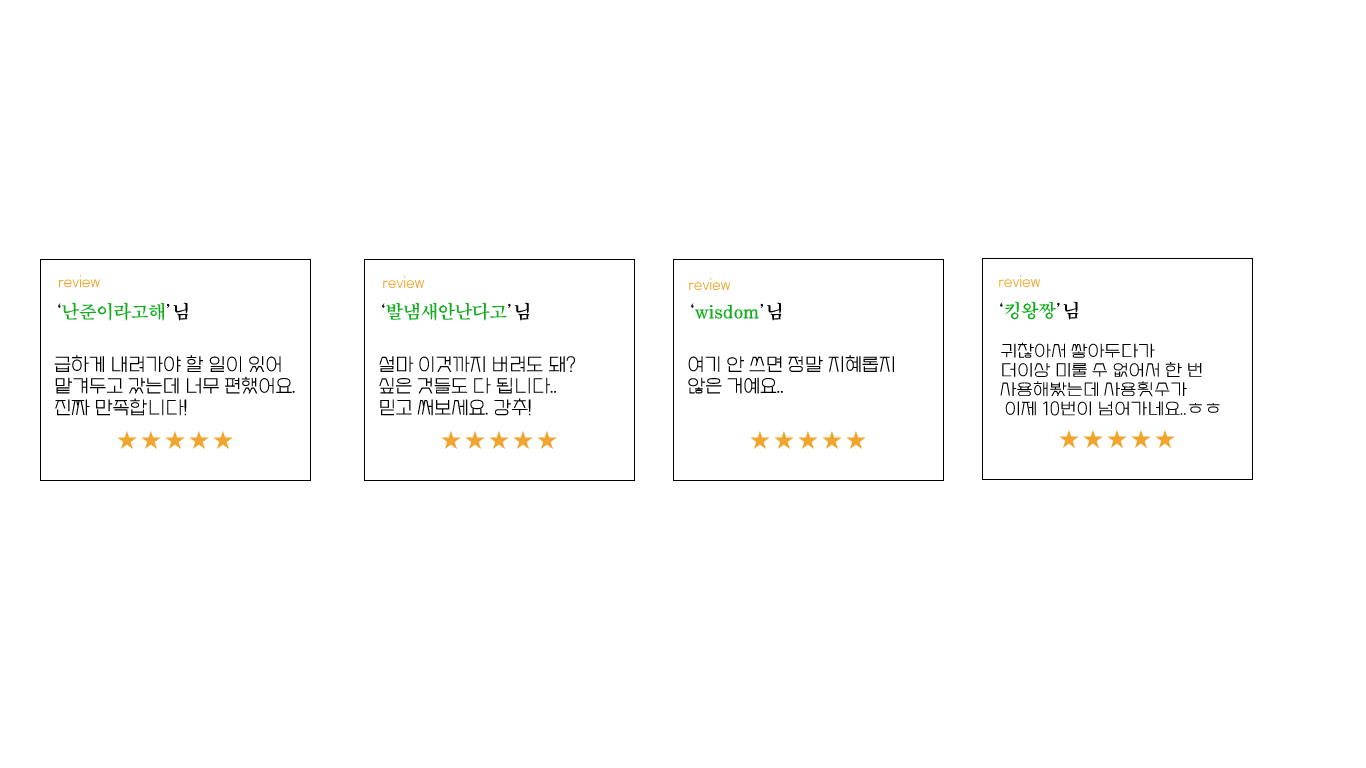 review
‘난준이라고해’님
급하게 내려가야 할 일이 있어
맡겨두고 갔는데 너무 편했어요.
진짜 만족합니다!
★★★★★
review
‘발냄새안난다고’님
설마 이것까지 버려도 돼?
싶은 것들도 다 됩니다..
믿고 써보세요. 강추!
★★★★★
review
‘wisdom’님
여기 안 쓰면 정말 지혜롭지
않은 거예요..
★★★★★
review
‘킹왕짱’님
귀찮아서 쌓아두다가
더이상 미룰 수 없어서 한 번
사용해봤는데 사용횟수가
이제 10번이 넘어가네요..ㅎㅎ
★★★★★